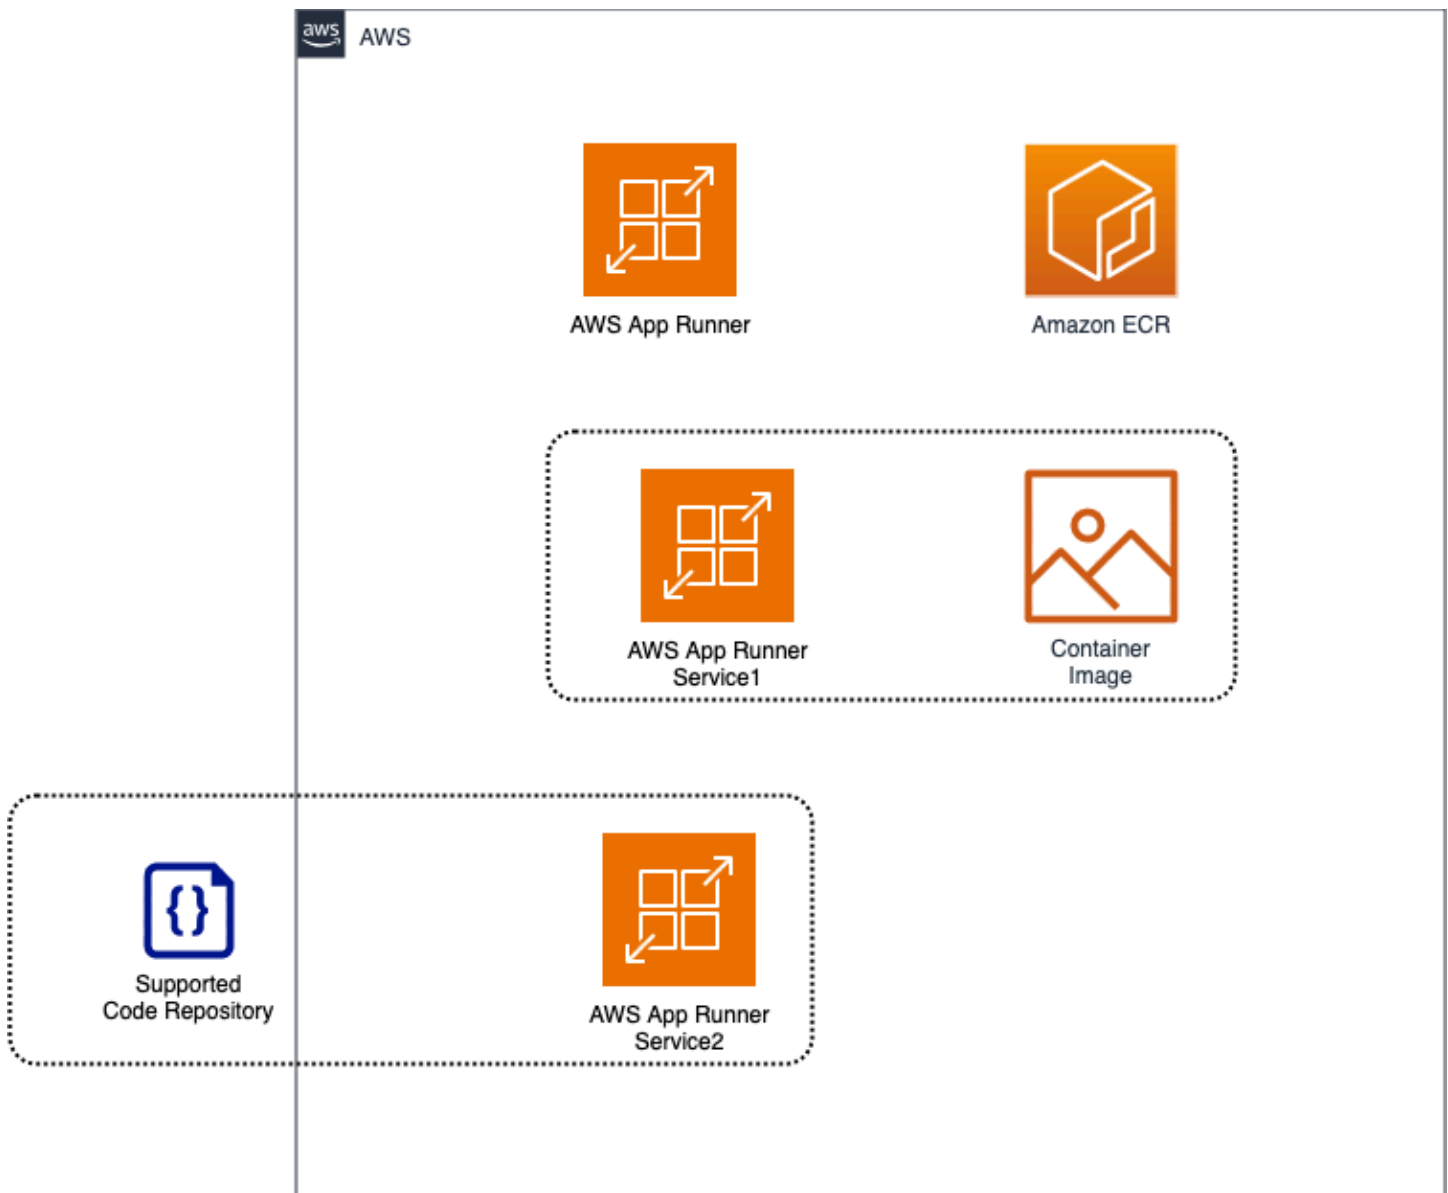 aws
AWS
AWS App Runner
Amazon ECR
AWS App Runner
Service1
Container
Image
{}
Supported
Code Repository
AWS App Runner
Service2